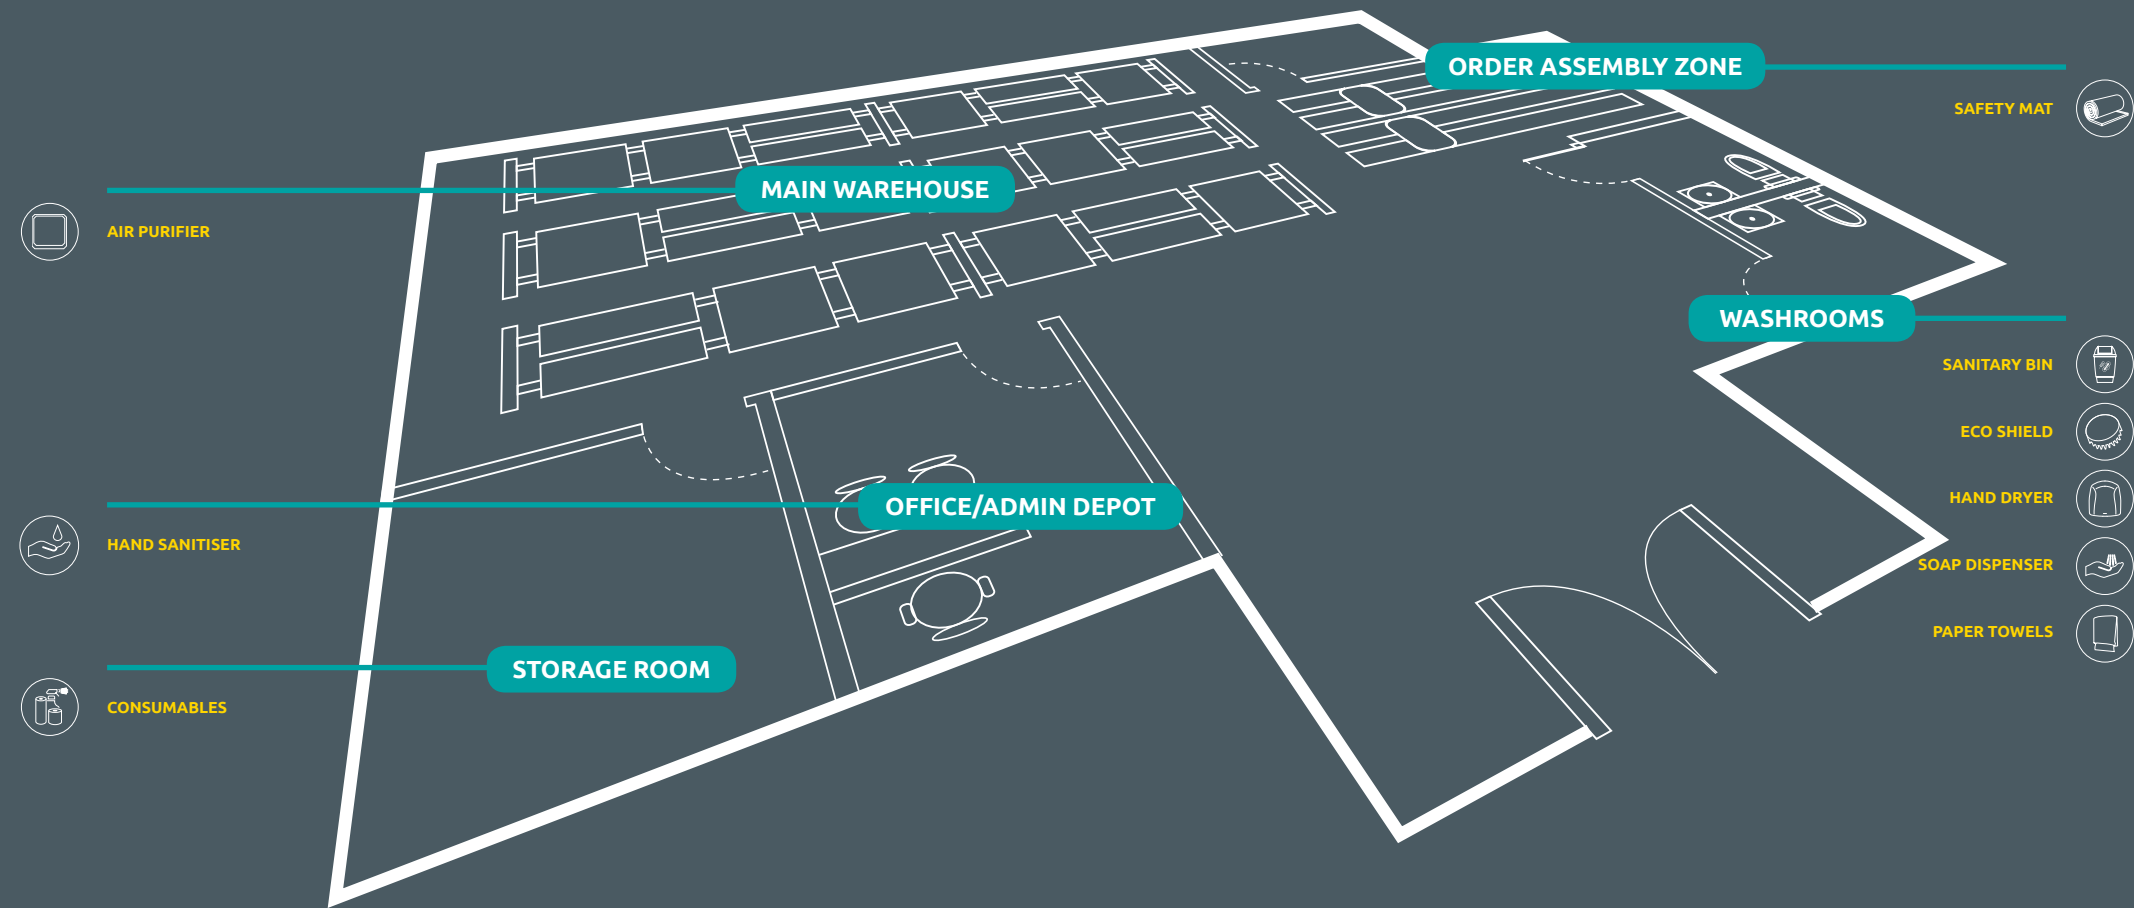 ORDER ASSEMBLY ZONE
SAFETY MAT
MAIN WAREHOUSE
AIR PURIFIER
WASHROOMS
SANITARY BIN
ECO SHIELD
HAND DRYER
SOAP DISPENSER
PAPER TOWELS
OFFICE/ADMIN DEPOT
HAND SANITISER
STORAGE ROOM
CONSUMABLES